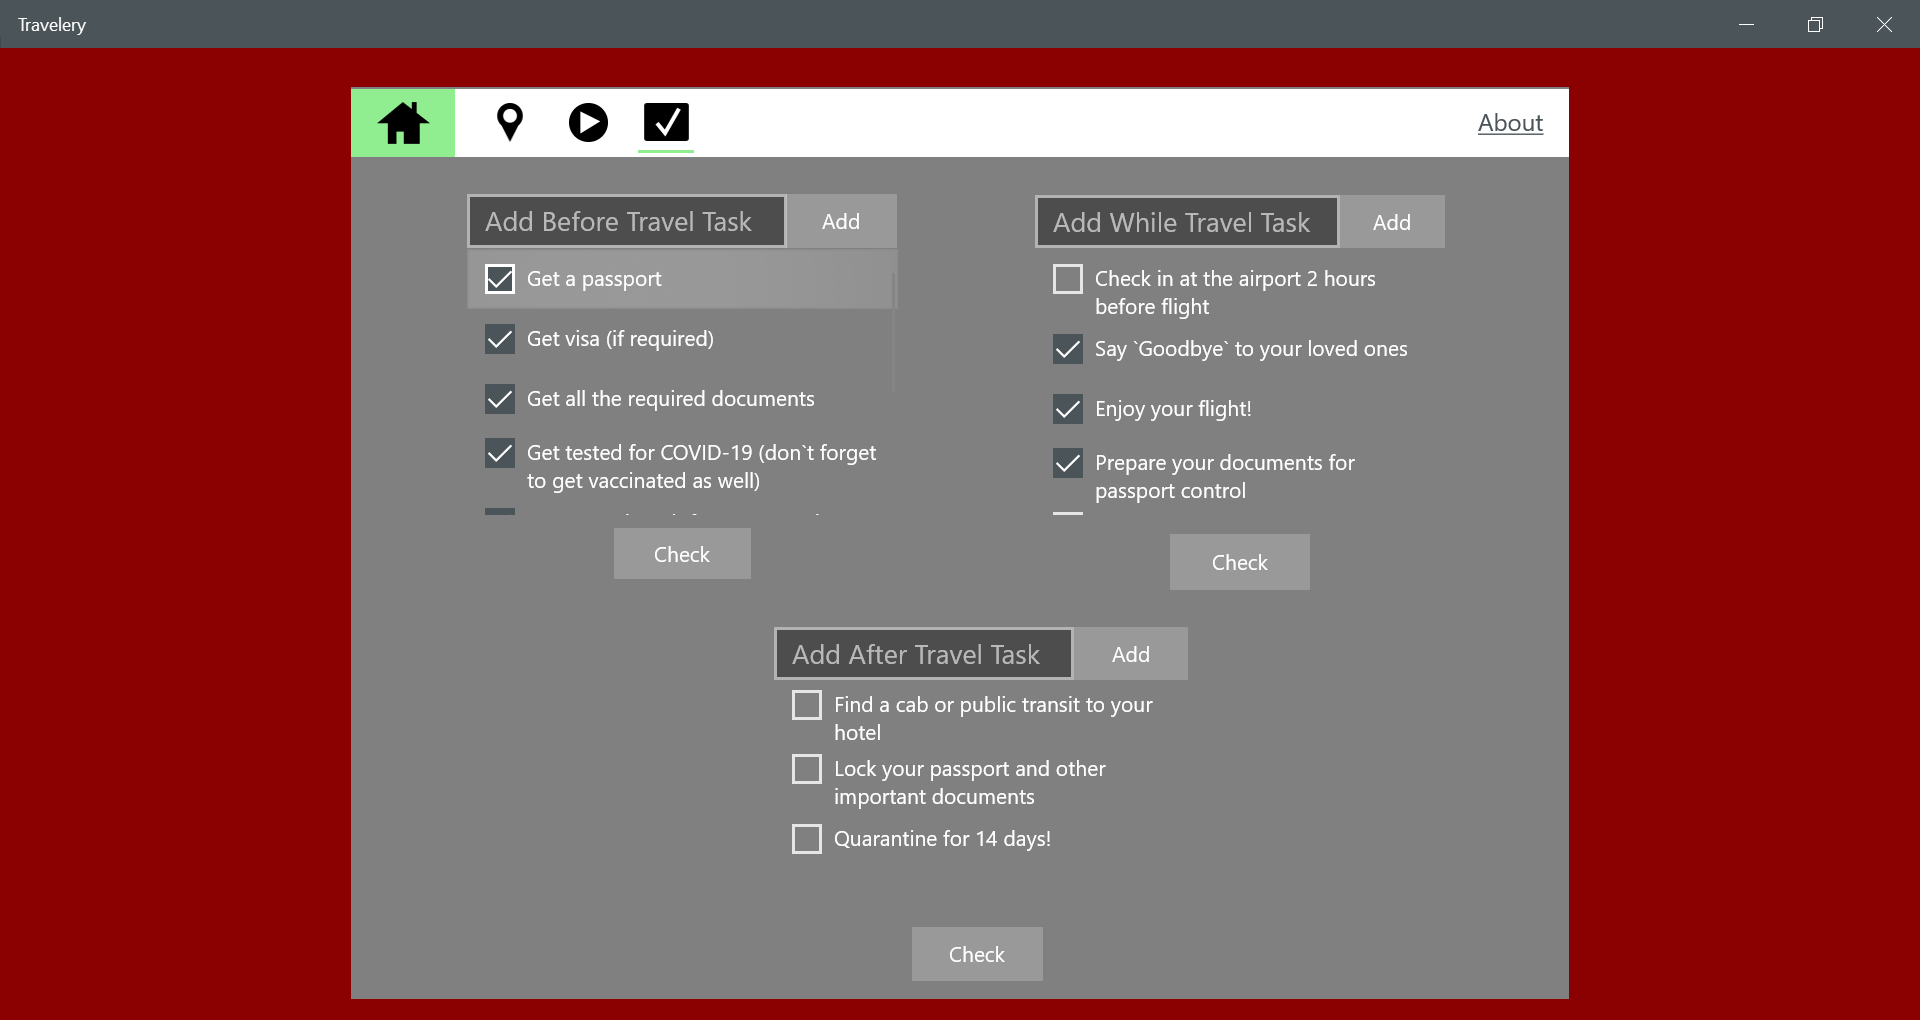 Travelery
About
Add Before Travel Task
Add
Get a passport
Get visa (if required)
Get all the required documents
Get tested for COVID-19 (don`t forget
to get vaccinated as well)
Check
Add While Travel Task
Add
Check in at the airport 2 hours
before flight
Say `Goodbye` to your loved ones
Enjoy your flight!
Prepare your documents for
passport control
Check
Add After Travel Task
Add
Find a cab or public transit to your
hotel
Lock your passport and other
important documents
Quarantine for 14 days!
Check